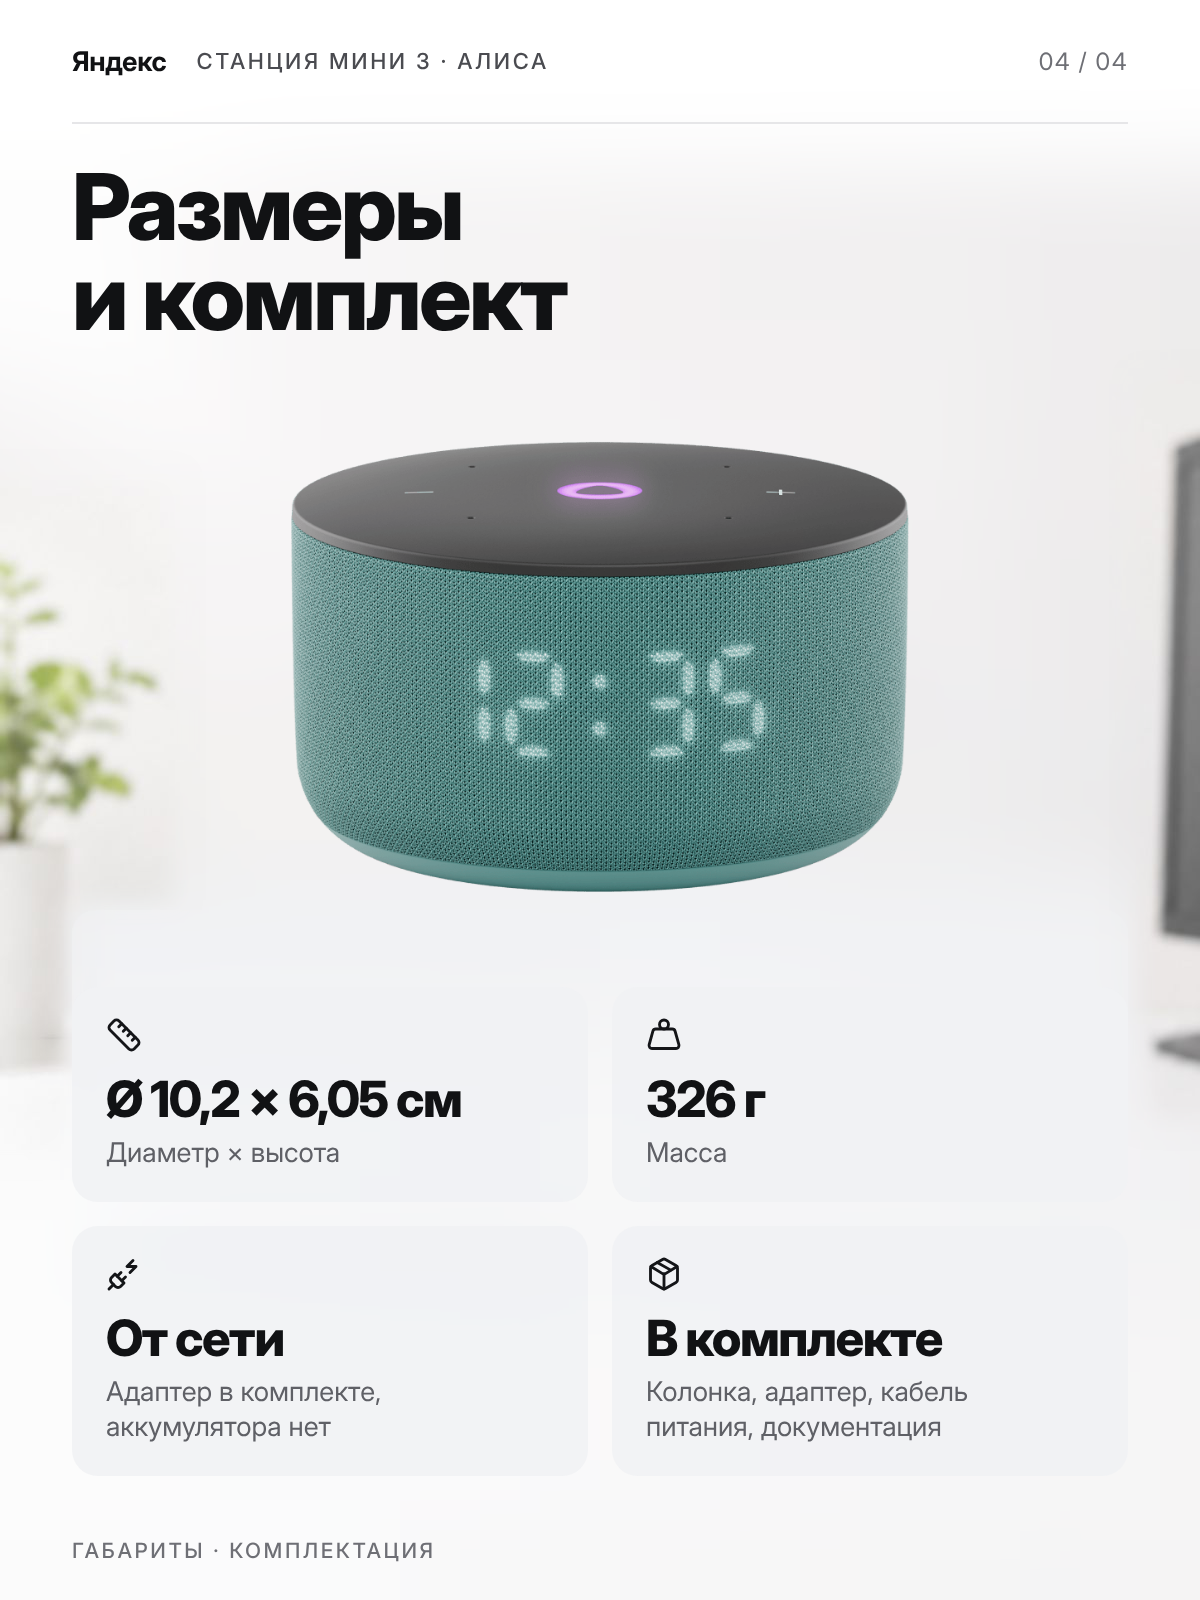 Яндекс СТАНЦИЯ МИНИ 3 · АЛИСА 04 / 04
Размеры
и комплект
12:35
Ø 10,2 × 6,05 см
Диаметр × высота
326 г
Масса
От сети
Адаптер в комплекте,
аккумулятора нет
В комплекте
Колонка, адаптер, кабель
питания, документация
ГАБАРИТЫ · КОМПЛЕКТАЦИЯ